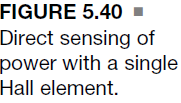 FIGURE 5.40 ■
Direct sensing of
power with a single
Hall element.